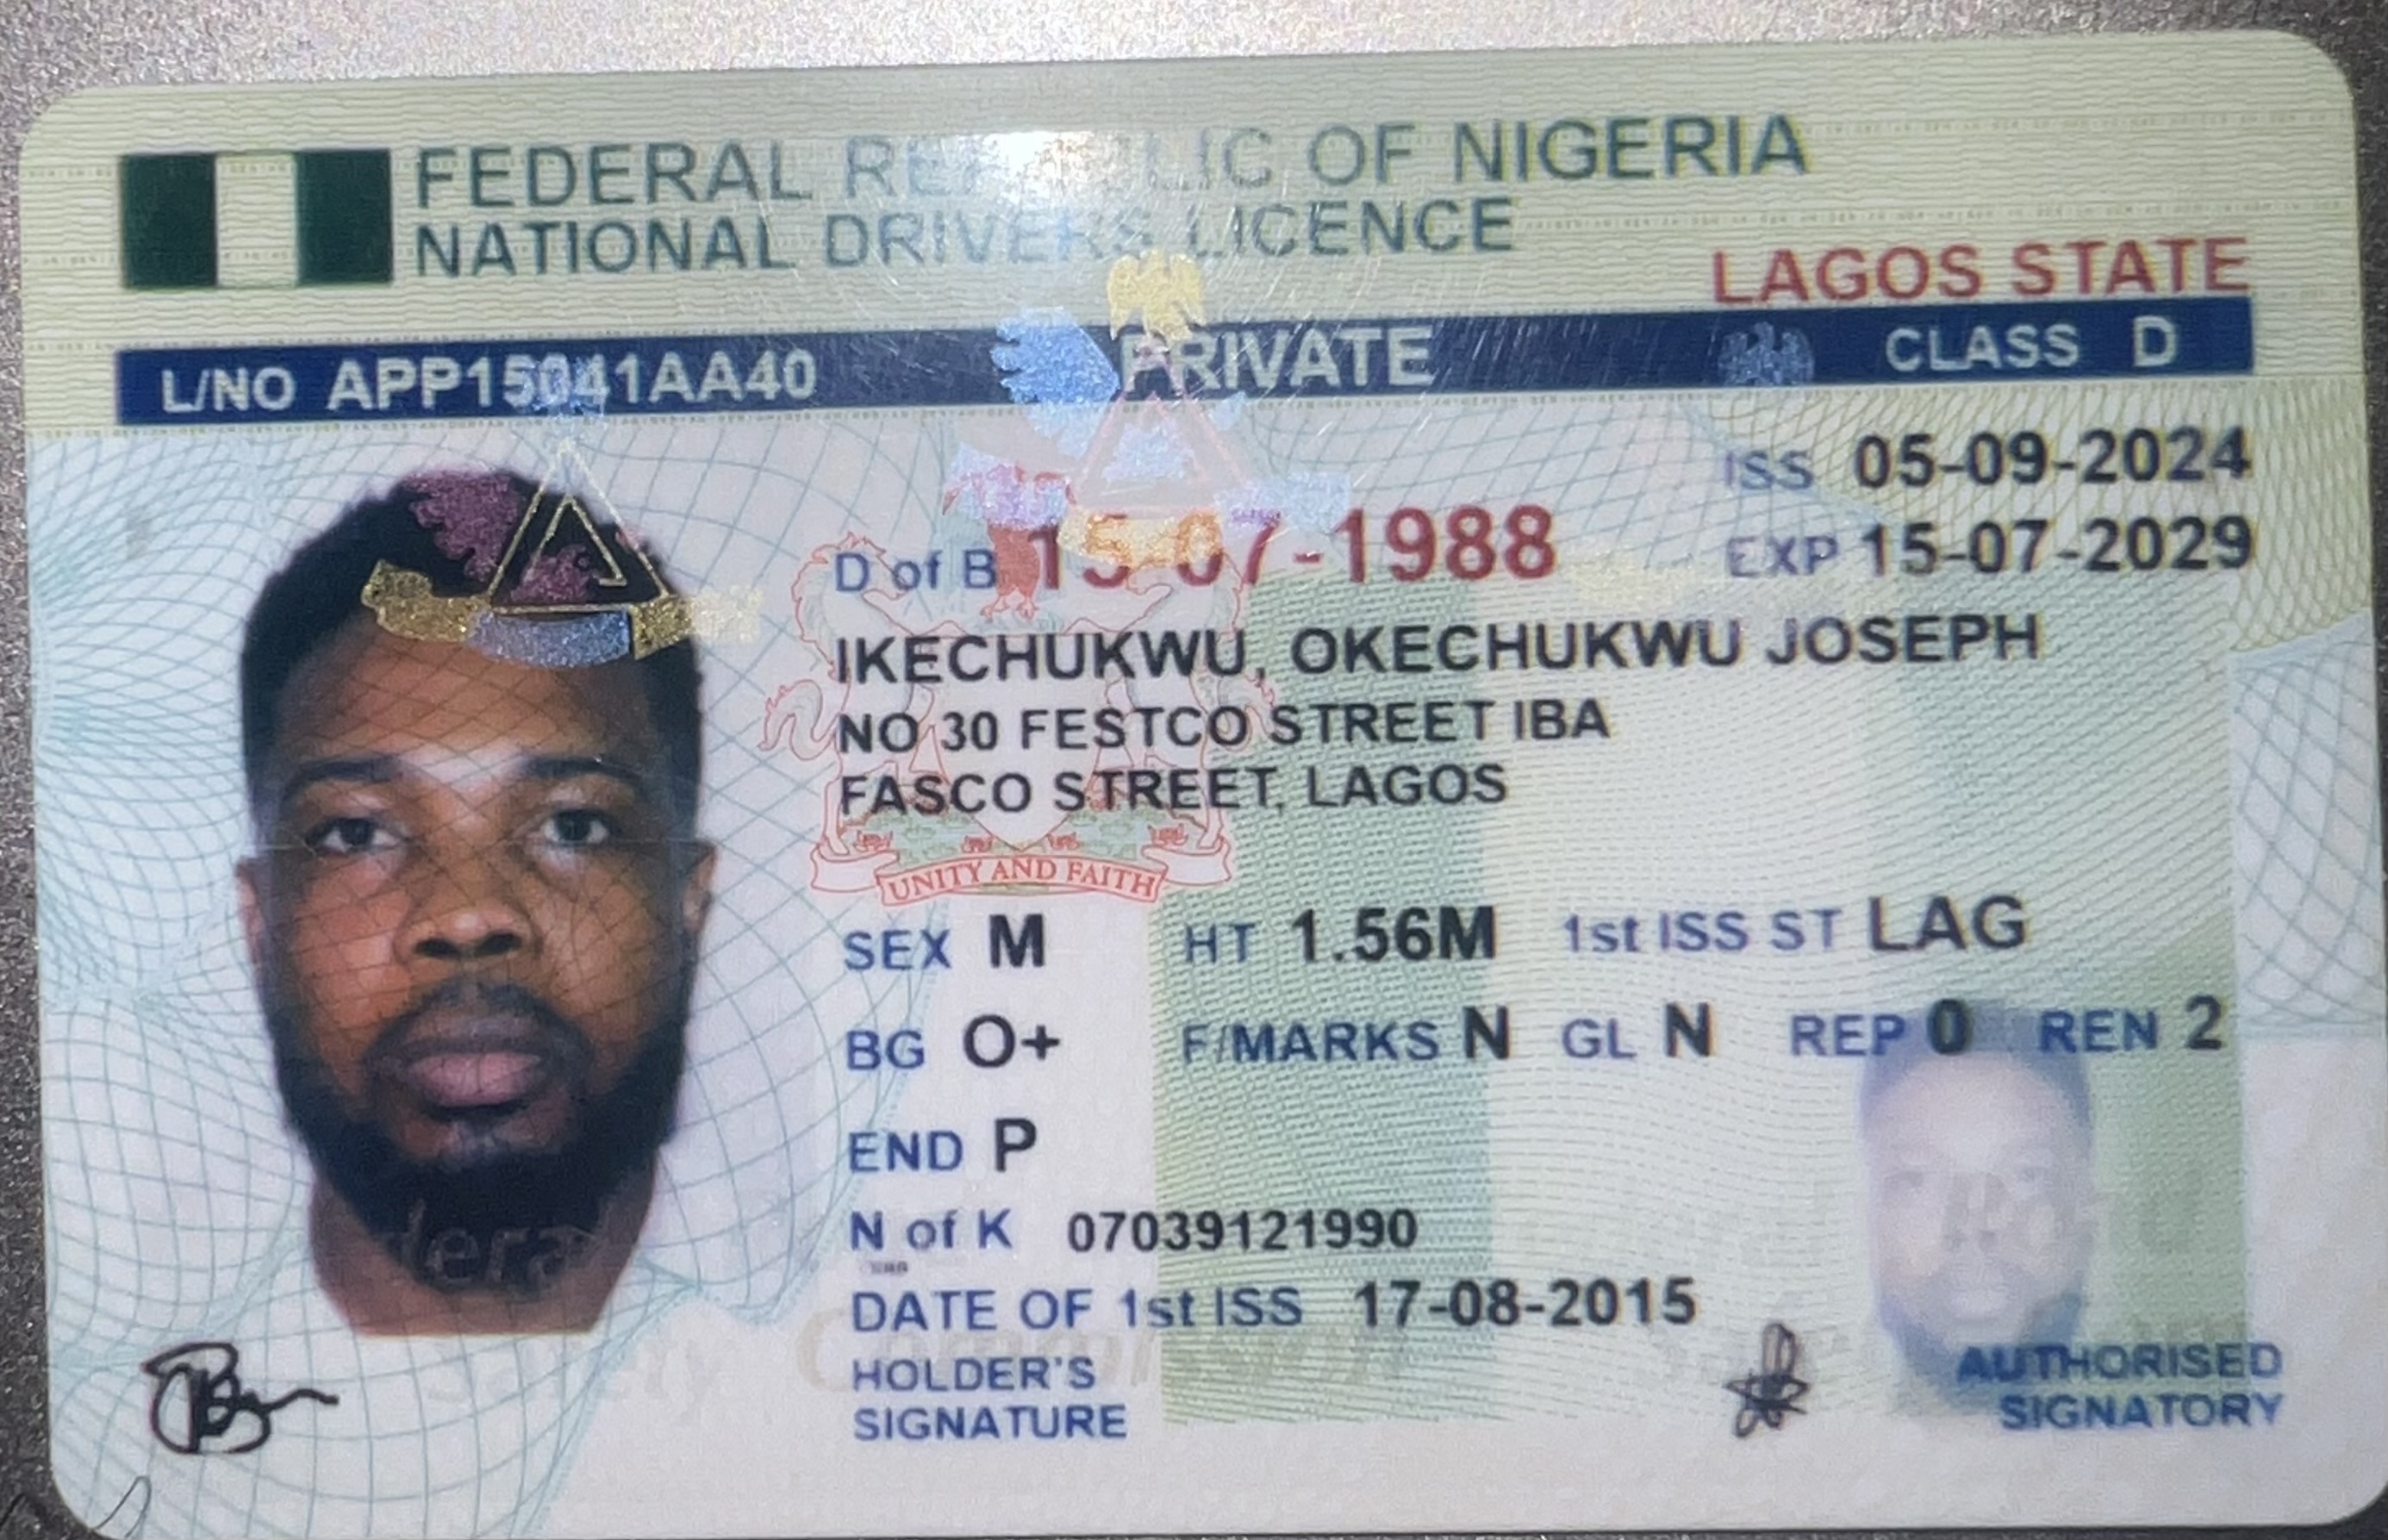 FEDERAL REPUBLIC OF NIGERIA
NATIONAL DRIVERS LICENCE
LAGOS STATE
L/NO APP15041AA40 PRIVATE CLASS D
ISS 05-09-2024
D of B 15-07-1988 EXP 15-07-2029
IKECHUKWU, OKECHUKWU JOSEPH
NO 30 FESTCO STREET IBA
FASCO STREET, LAGOS
UNITY AND FAITH
SEX M HT 1.56M 1st ISS ST LAG
BG O+ F/MARKS N GL N REP 0 REN 2
END P
N of K 07039121990
DATE OF 1st ISS 17-08-2015
HOLDER'S
SIGNATURE
AUTHORISED
SIGNATORY